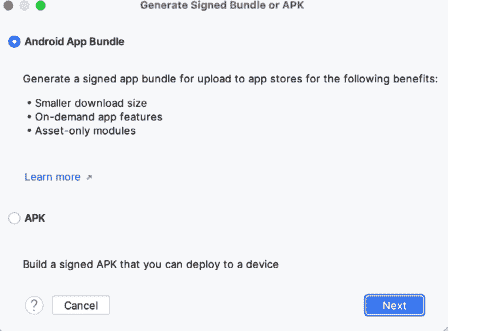 Generate Signed Bundle or APK
Android App Bundle
Generate a signed app bundle for upload to app stores for the following benefits:
• Smaller download size
• On-demand app features
• Asset-only modules
Learn more ↗
APK
Build a signed APK that you can deploy to a device
? Cancel Next